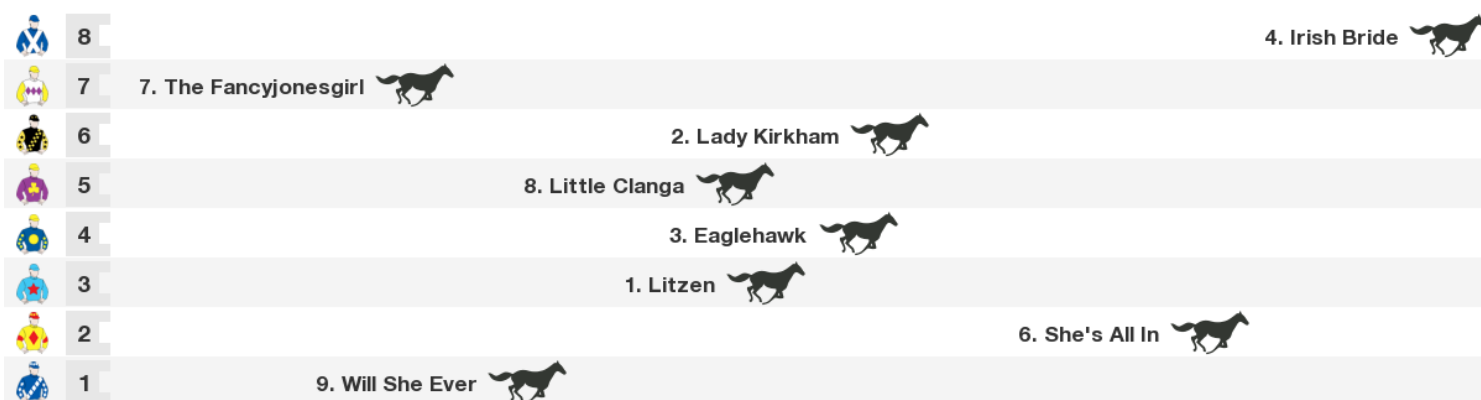 8 4. Irish Bride
7 7. The Fancyjonesgirl
6 2. Lady Kirkham
5 8. Little Clanga
4 3. Eaglehawk
3 1. Litzen
2 6. She's All In
1 9. Will She Ever